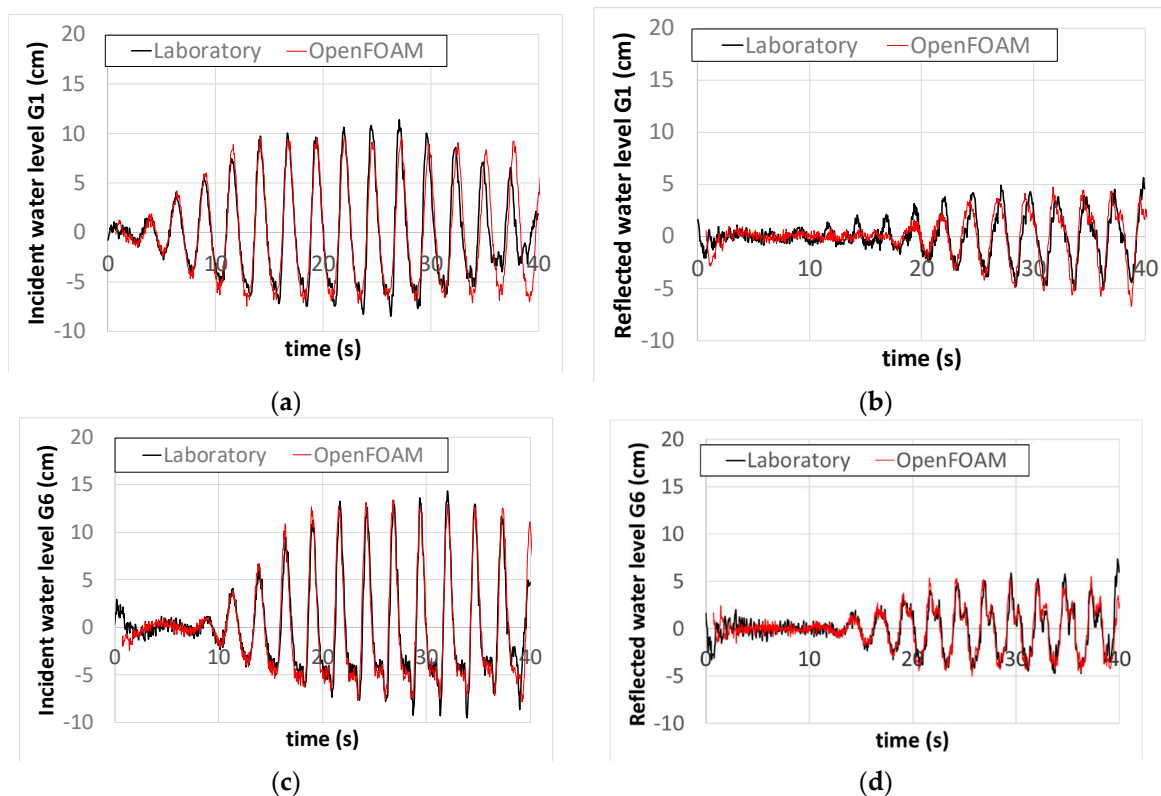 Incident water level G1 (cm)
20
15
10
5
0
-5
-10
Laboratory OpenFOAM
0 10 20 30 40
time (s)
(a)
Reflected water level G1 (cm)
20
15
10
5
0
-5
-10
Laboratory OpenFOAM
0 10 20 30 40
time (s)
(b)
Incident water level G6 (cm)
20
15
10
5
0
-5
-10
Laboratory OpenFOAM
0 10 20 30 40
time (s)
(c)
Reflected water level G6 (cm)
20
15
10
5
0
-5
-10
Laboratory OpenFOAM
0 10 20 30 40
time (s)
(d)